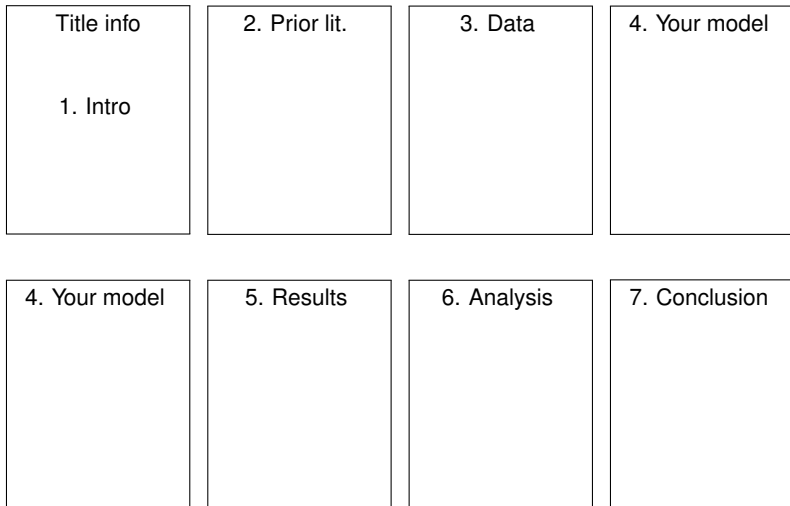 Title info
1. Intro
2. Prior lit.
3. Data
4. Your model
4. Your model
5. Results
6. Analysis
7. Conclusion